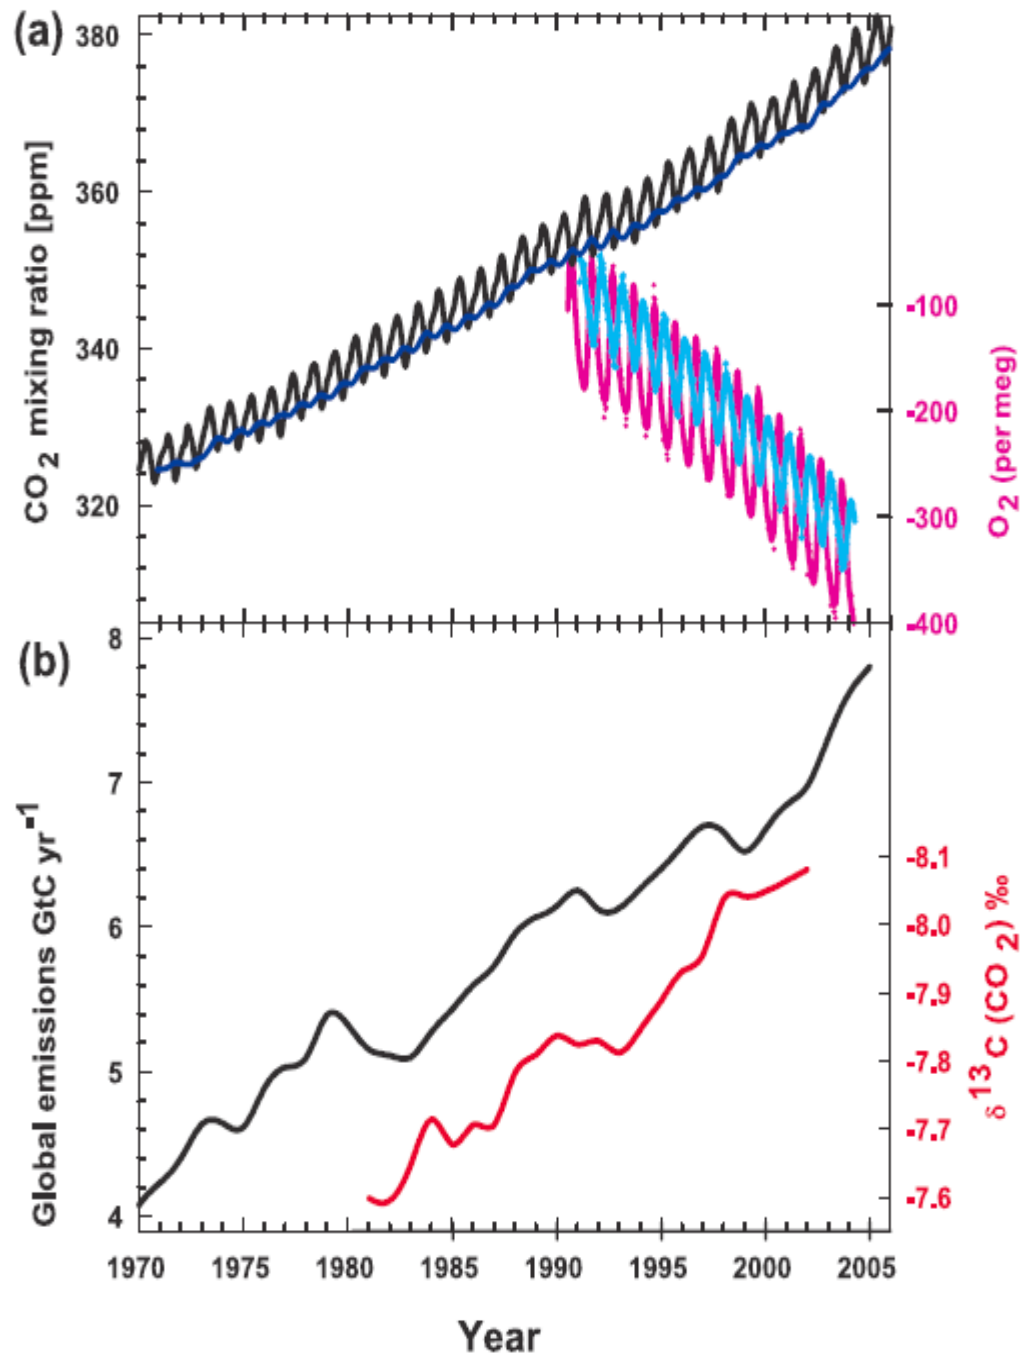 (a)
380
360
340
320
CO2 mixing ratio [ppm]
-100
-200
-300
-400
O2 (per meg)
(b)
8
7
6
5
4
Global emissions GtC yr-1
-8.1
-8.0
-7.9
-7.8
-7.7
-7.6
δ 13C (CO2) ‰
1970 1975 1980 1985 1990 1995 2000 2005
Year